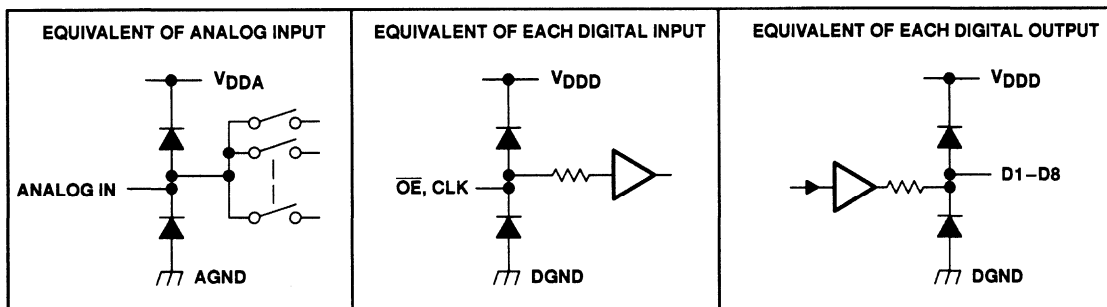 EQUIVALENT OF ANALOG INPUT
VDDA
ANALOG IN
AGND
EQUIVALENT OF EACH DIGITAL INPUT
VDDD
O̅E̅, CLK
DGND
EQUIVALENT OF EACH DIGITAL OUTPUT
VDDD
D1–D8
DGND